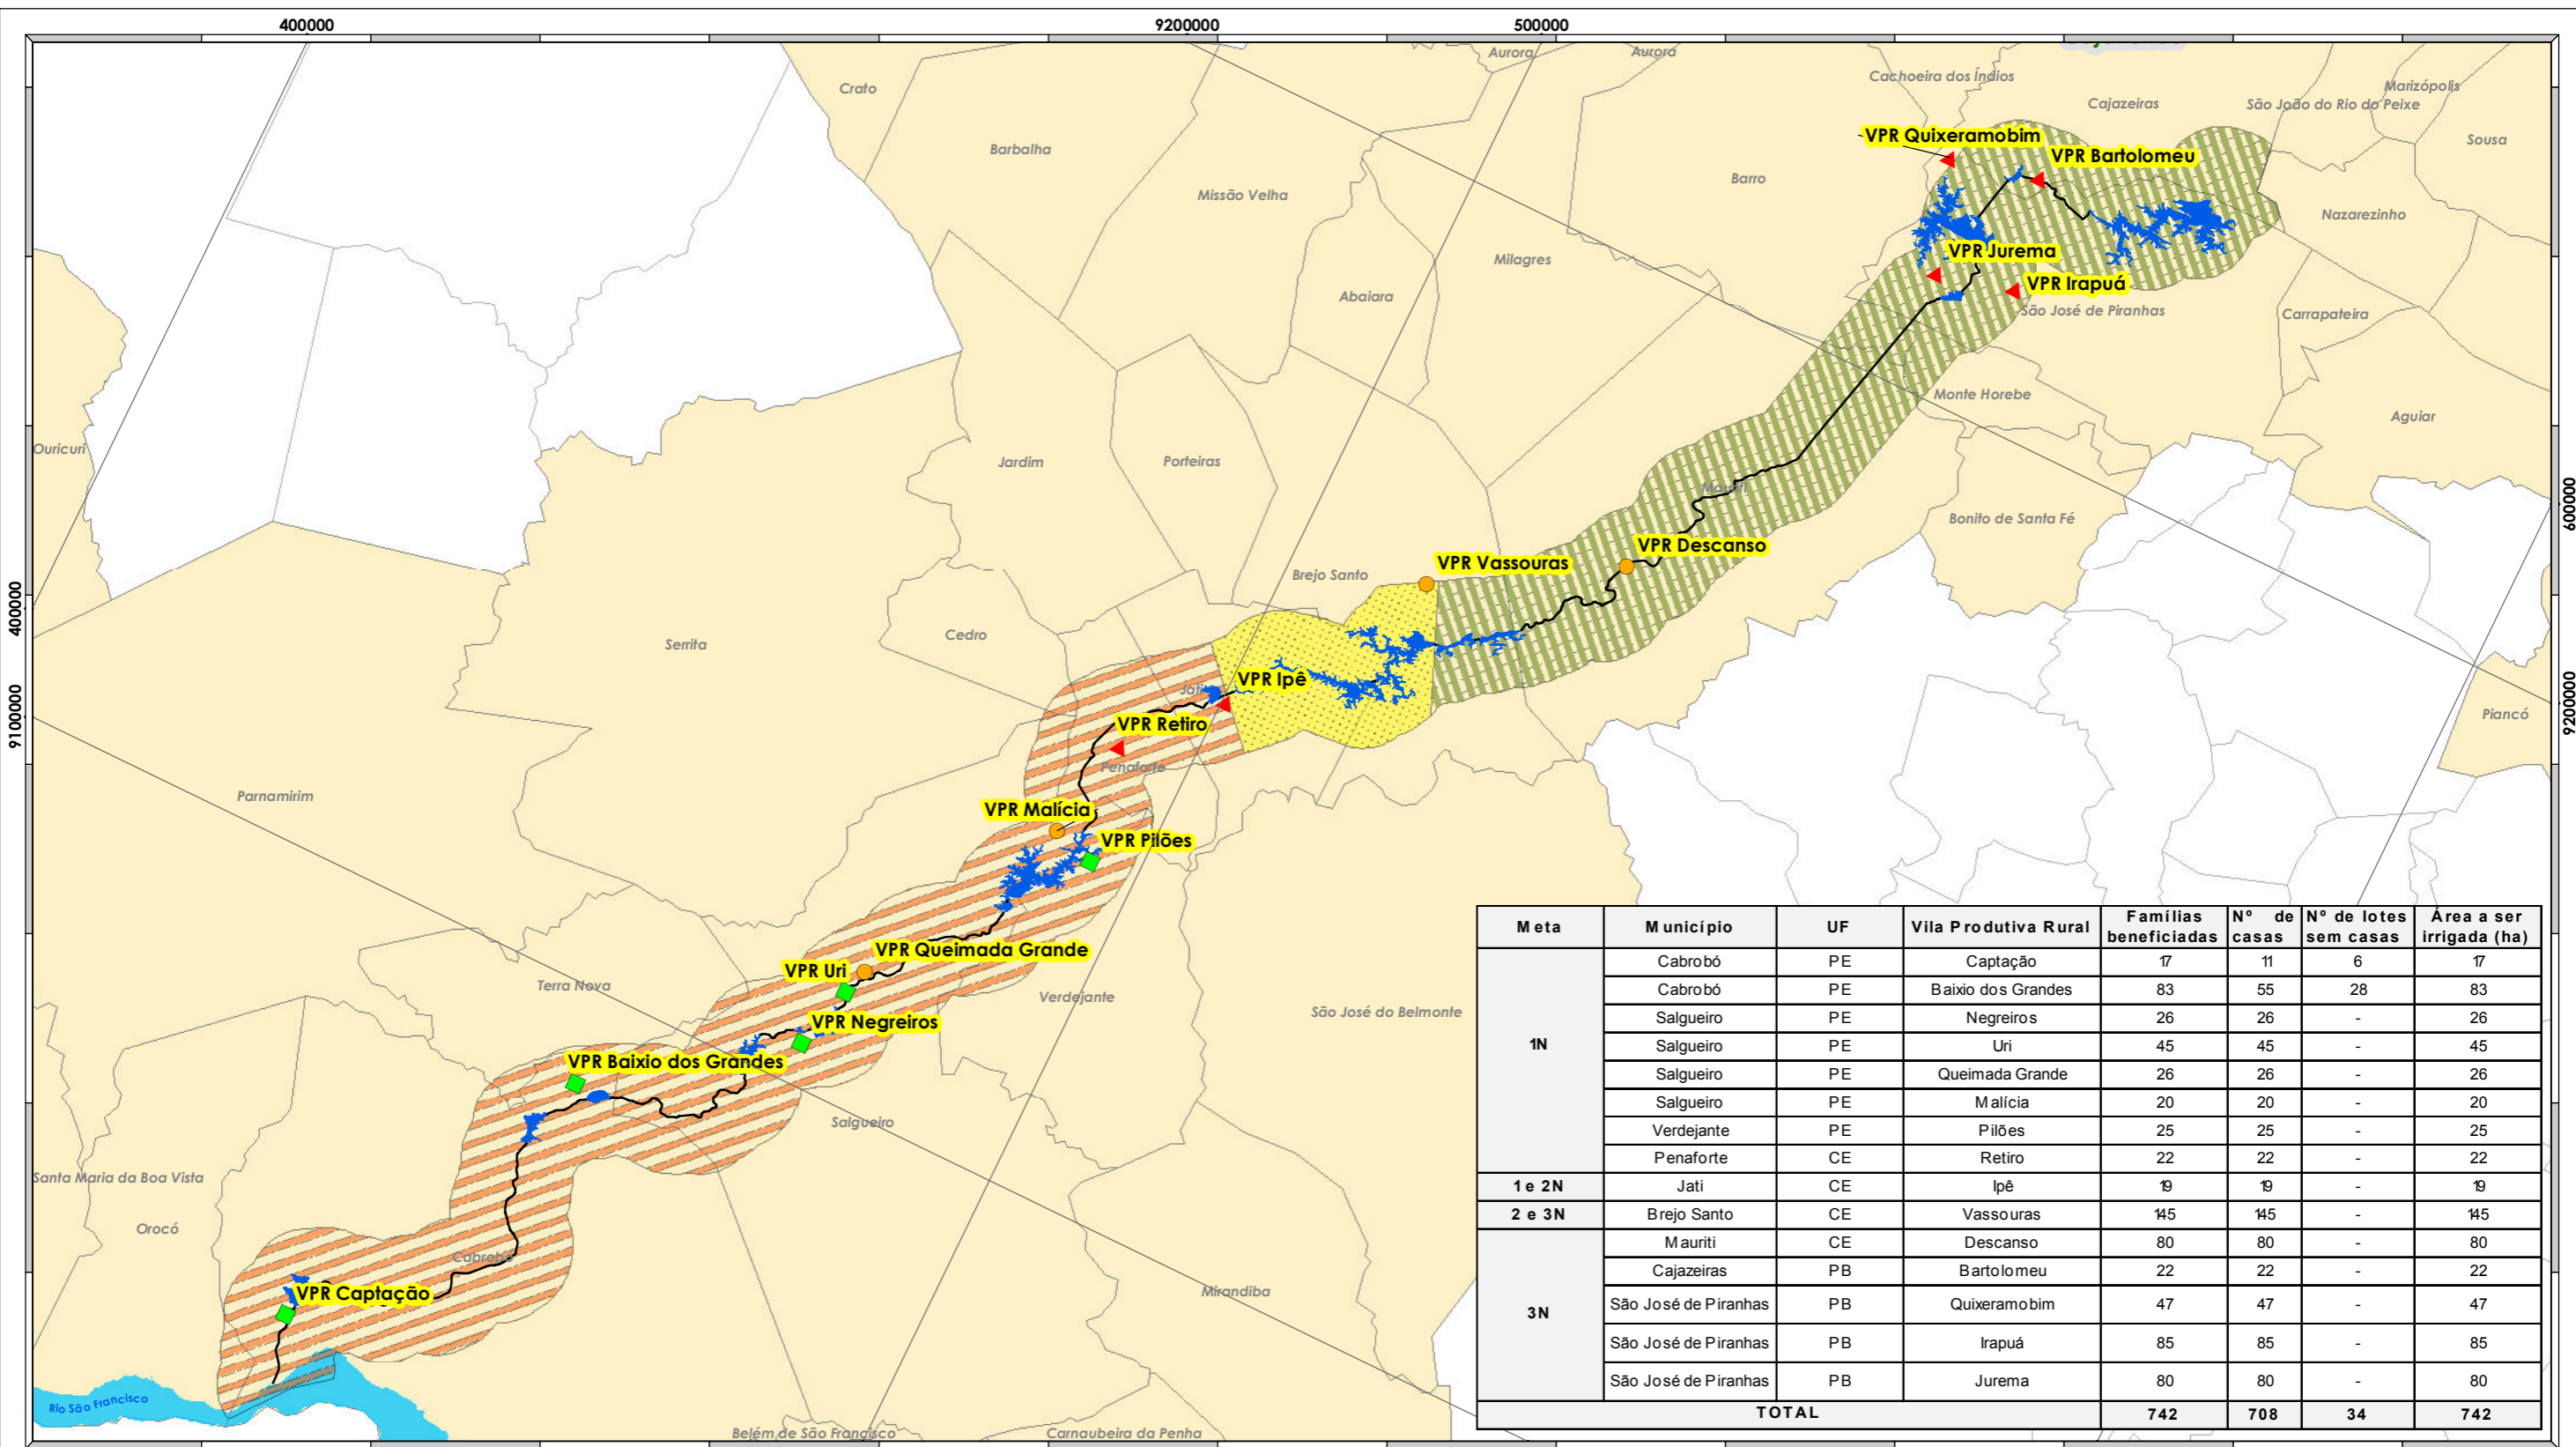 400000
9200000
500000
Aurora
Aurora
Crato
Cachoeira dos Índios
Marizópolis
Cajazeiras
São João do Rio do Peixe
VPR Quixeramobim
Sousa
Barbalha
VPR Bartolomeu
Barro
Missão Velha
Nazarezinho
VPR Jurema
Milagres
VPR Irapuá
Abaiara
São José de Piranhas
Carrapateira
Monte Horebe
Aguiar
Ouricuri
Jardim
Porteiras
Mauriti
600000
Bonito de Santa Fé
VPR Descanso
VPR Vassouras
Brejo Santo
400000
Cedro
Serrita
VPR Ipê
Jati
9100000
9200000
Piancó
VPR Retiro
Penaforte
Parnamirim
VPR Malícia
VPR Pilões
VPR Queimada Grande
VPR Uri
Terra Nova
Verdejante
São José do Belmonte
VPR Negreiros
VPR Baixio dos Grandes
Salgueiro
Santa Maria da Boa Vista
Orocó
Cabrobó
VPR Captação
Mirandiba
Rio São Francisco
Belém de São Francisco
Carnaubeira da Penha
Meta Município UF Vila Produtiva Rural Famílias beneficiadas Nº de casas Nº de lotes sem casas Área a ser irrigada (ha)
1N Cabrobó PE Captação 17 11 6 17
Cabrobó PE Baixio dos Grandes 83 55 28 83
Salgueiro PE Negreiros 26 26 - 26
Salgueiro PE Uri 45 45 - 45
Salgueiro PE Queimada Grande 26 26 - 26
Salgueiro PE Malícia 20 20 - 20
Verdejante PE Pilões 25 25 - 25
Penaforte CE Retiro 22 22 - 22
1 e 2N Jati CE Ipê 19 19 - 19
2 e 3N Brejo Santo CE Vassouras 145 145 - 145
3N Mauriti CE Descanso 80 80 - 80
Cajazeiras PB Bartolomeu 22 22 - 22
São José de Piranhas PB Quixeramobim 47 47 - 47
São José de Piranhas PB Irapuá 85 85 - 85
São José de Piranhas PB Jurema 80 80 - 80
TOTAL 742 708 34 742